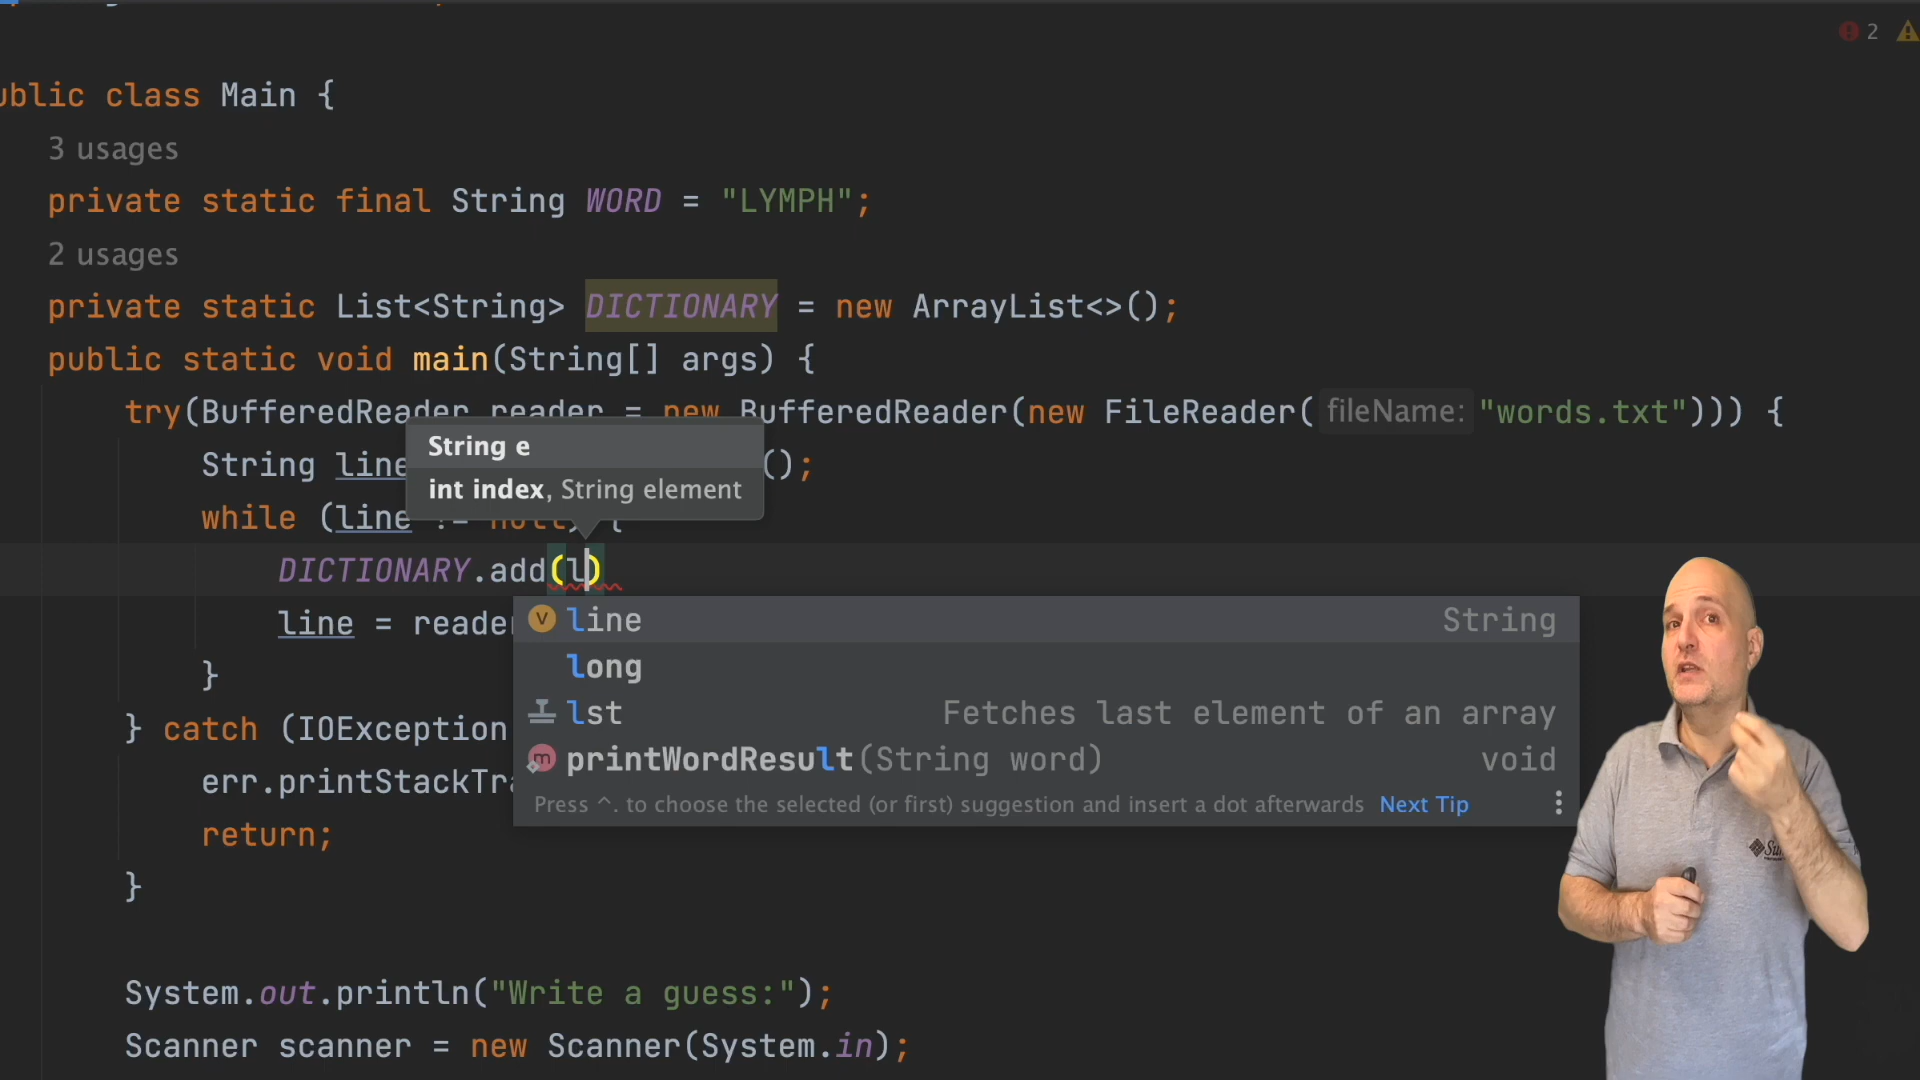 2
ublic class Main {
3 usages
private static final String WORD = "LYMPH";
2 usages
private static List<String> DICTIONARY = new ArrayList<>();
public static void main(String[] args) {
try(BufferedReader reader = new BufferedReader(new FileReader( fileName: "words.txt"))) {
String e
String line ();
int index, String element
while (line != null) {
DICTIONARY.add(l)
line = reader
line String
long
}
lst Fetches last element of an array
} catch (IOException
printWordResult(String word) void
err.printStackTra
Press ^. to choose the selected (or first) suggestion and insert a dot afterwards Next Tip
return;
}
System.out.println("Write a guess:");
Scanner scanner = new Scanner(System.in);